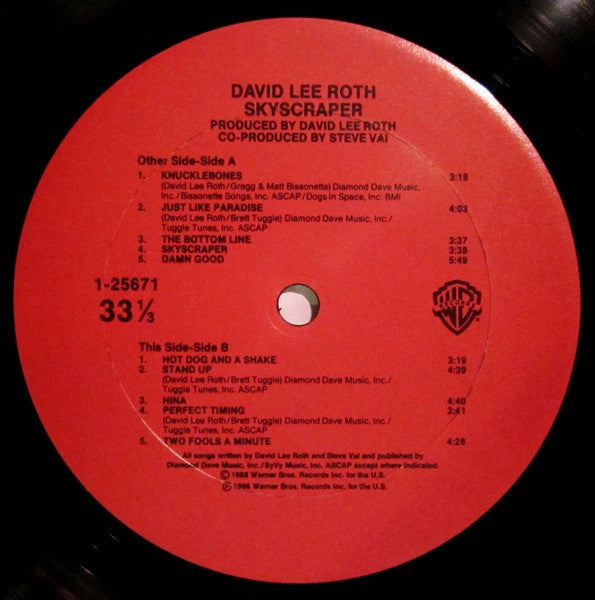 DAVID LEE ROTH
SKYSCRAPER
PRODUCED BY DAVID LEE ROTH
CO-PRODUCED BY STEVE VAI
Other Side-Side A
1. KNUCKLEBONES 3:18
(David Lee Roth/Gregg & Matt Bissonette) Diamond Dave Music,
Inc./Bissonette Songs, Inc. ASCAP/Dogs in Space, Inc. BMI
2. JUST LIKE PARADISE 4:03
(David Lee Roth/Brett Tuggle) Diamond Dave Music, Inc./
Tuggle Tunes, Inc. ASCAP
3. THE BOTTOM LINE 3:37
4. SKYSCRAPER 3:38
5. DAMN GOOD 5:49
1-25671
33 1/3
WB
RECORDS
This Side-Side B
1. HOT DOG AND A SHAKE 3:19
2. STAND UP 4:39
(David Lee Roth/Brett Tuggle) Diamond Dave Music, Inc./
Tuggle Tunes, Inc. ASCAP
3. HINA 4:40
4. PERFECT TIMING 3:41
(David Lee Roth/Brett Tuggle) Diamond Dave Music, Inc./
Tuggle Tunes, Inc. ASCAP
5. TWO FOOLS A MINUTE 4:28
All songs written by David Lee Roth and Steve Vai and published by
Diamond Dave Music, Inc./SyVy Music, Inc. ASCAP except where indicated.
© 1988 Warner Bros. Records Inc. for the U.S.
℗ 1988 Warner Bros. Records Inc. for the U.S.